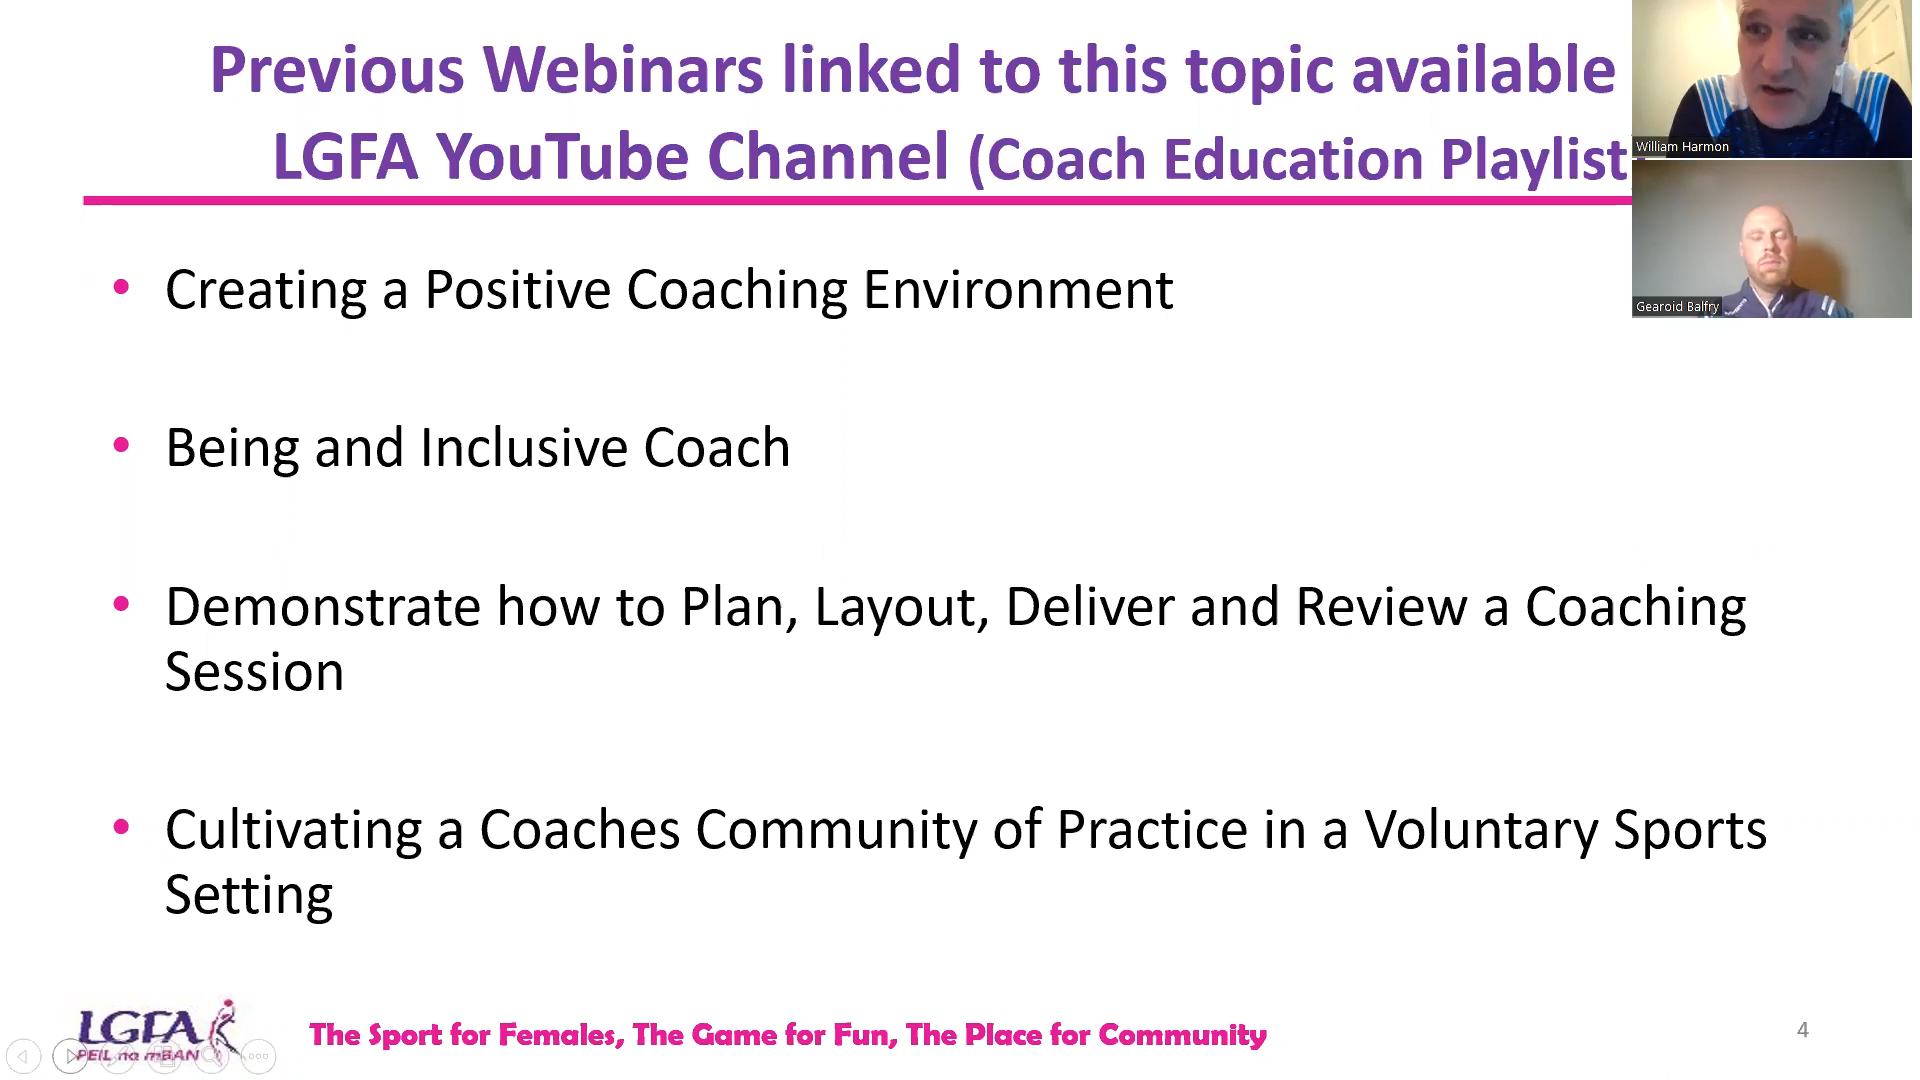 Previous Webinars linked to this topic available
LGFA YouTube Channel (Coach Education Playlist
William Harmon
Gearoid Balfry
• Creating a Positive Coaching Environment
• Being and Inclusive Coach
• Demonstrate how to Plan, Layout, Deliver and Review a Coaching
Session
• Cultivating a Coaches Community of Practice in a Voluntary Sports
Setting
LGFA
PEIL na mBAN
The Sport for Females, The Game for Fun, The Place for Community
4